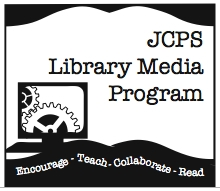 JCPS
Library Media
Program
Encourage - Teach - Collaborate - Read